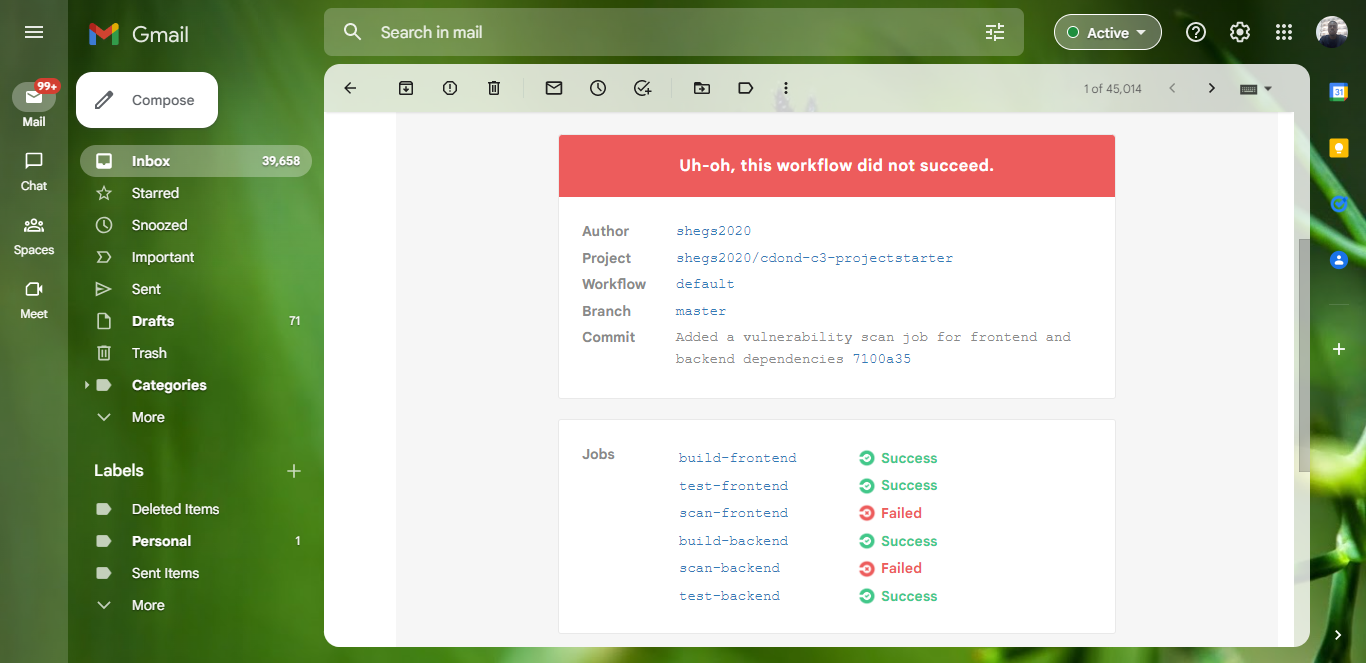 Gmail
Search in mail
Active
99+
Mail
Chat
Spaces
Meet
Compose
Inbox 39,658
Starred
Snoozed
Important
Sent
Drafts 71
Trash
Categories
More
Labels
Deleted Items
Personal 1
Sent Items
More
1 of 45,014
31
Uh-oh, this workflow did not succeed.
Author shegs2020
Project shegs2020/cdond-c3-projectstarter
Workflow default
Branch master
Commit Added a vulnerability scan job for frontend and
backend dependencies 7100a35
Jobs
build-frontend Success
test-frontend Success
scan-frontend Failed
build-backend Success
scan-backend Failed
test-backend Success